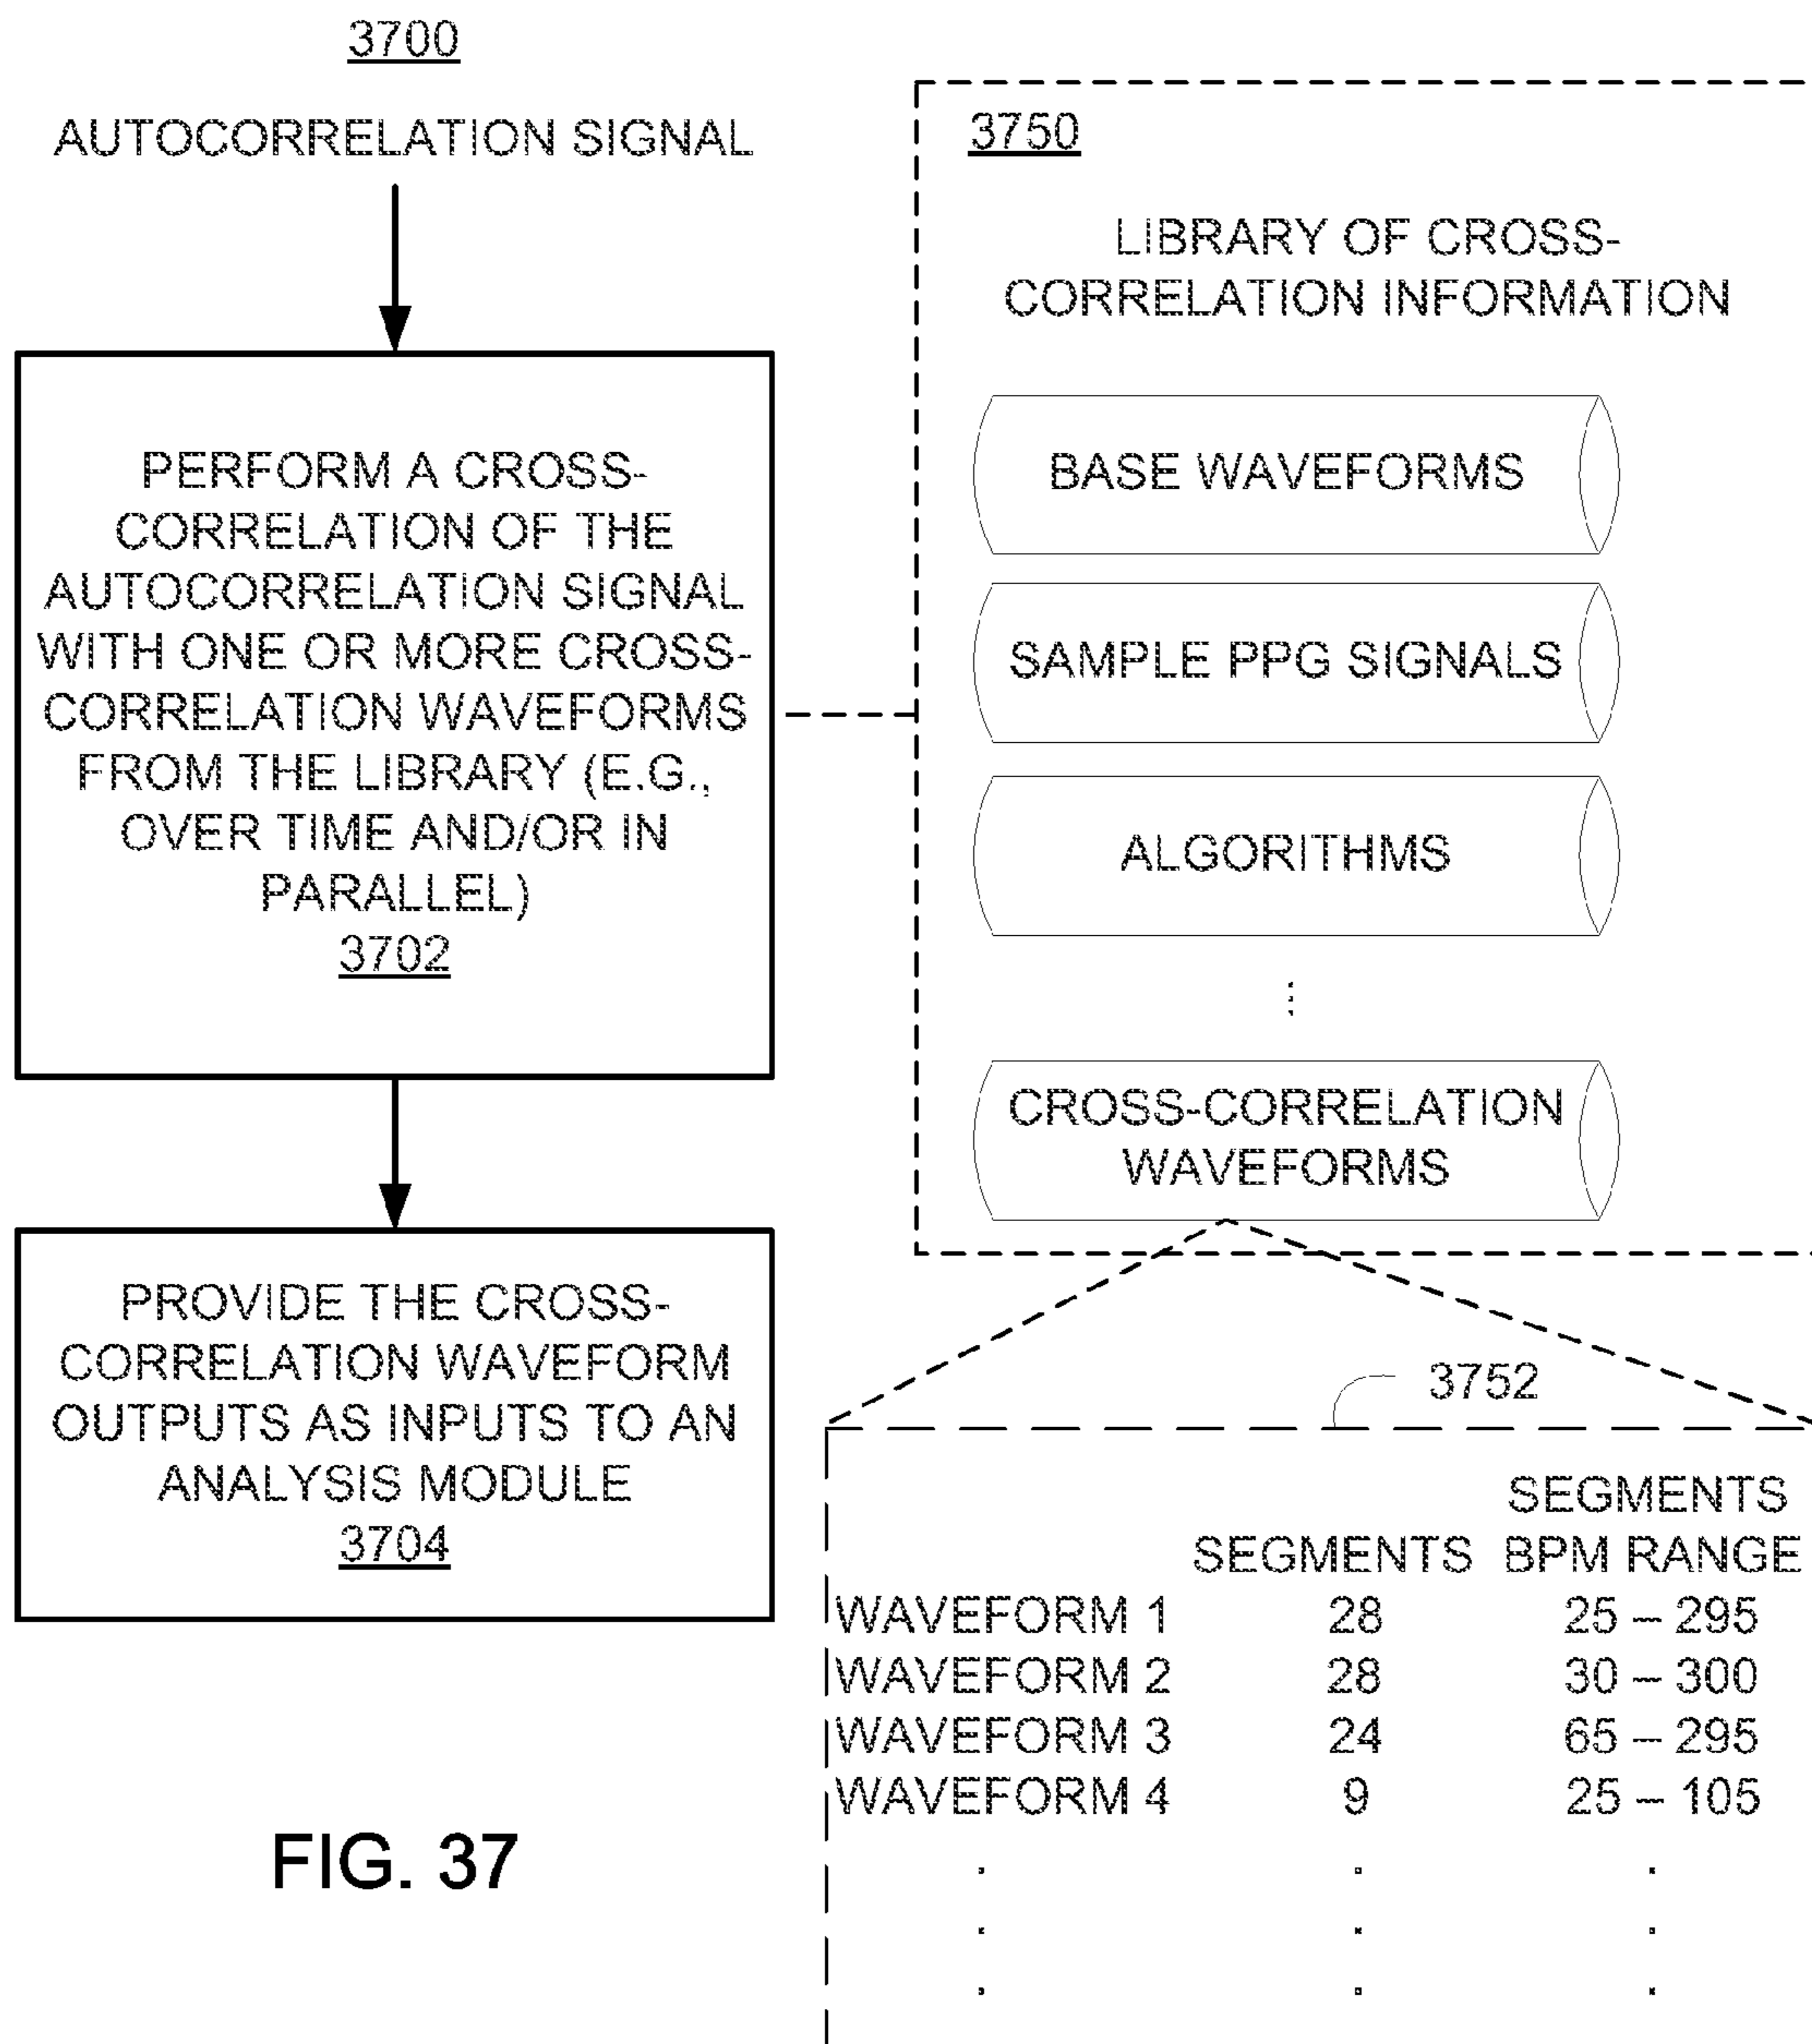 3700
AUTOCORRELATION SIGNAL
PERFORM A CROSS-
CORRELATION OF THE
AUTOCORRELATION SIGNAL
WITH ONE OR MORE CROSS-
CORRELATION WAVEFORMS
FROM THE LIBRARY (E.G.,
OVER TIME AND/OR IN
PARALLEL)
3702
PROVIDE THE CROSS-
CORRELATION WAVEFORM
OUTPUTS AS INPUTS TO AN
ANALYSIS MODULE
3704
3750
LIBRARY OF CROSS-
CORRELATION INFORMATION
BASE WAVEFORMS
SAMPLE PPG SIGNALS
ALGORITHMS
CROSS-CORRELATION
WAVEFORMS
3752
SEGMENTS
SEGMENTS BPM RANGE
WAVEFORM 1 28 25 – 295
WAVEFORM 2 28 30 – 300
WAVEFORM 3 24 65 – 295
WAVEFORM 4 9 25 – 105
FIG. 37